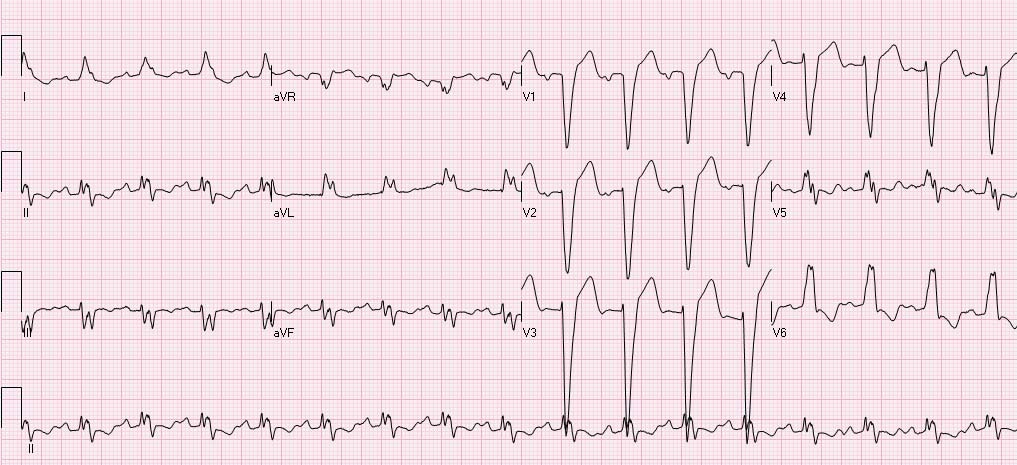 I aVR V1 V4
II aVL V2 V5
III aVF V3 V6
II